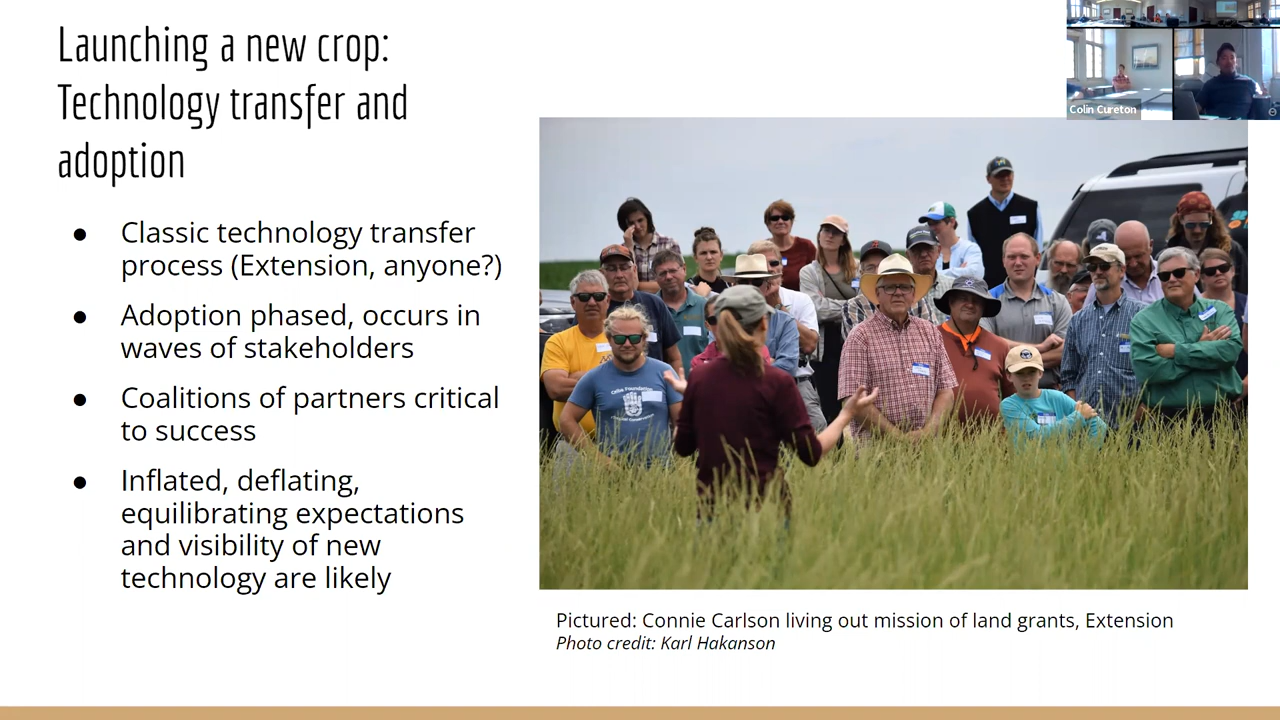 Launching a new crop:
Technology transfer and
adoption
● Classic technology transfer
process (Extension, anyone?)
● Adoption phased, occurs in
waves of stakeholders
● Coalitions of partners critical
to success
● Inflated, deflating,
equilibrating expectations
and visibility of new
technology are likely
Colin Cureton
Pictured: Connie Carlson living out mission of land grants, Extension
Photo credit: Karl Hakanson